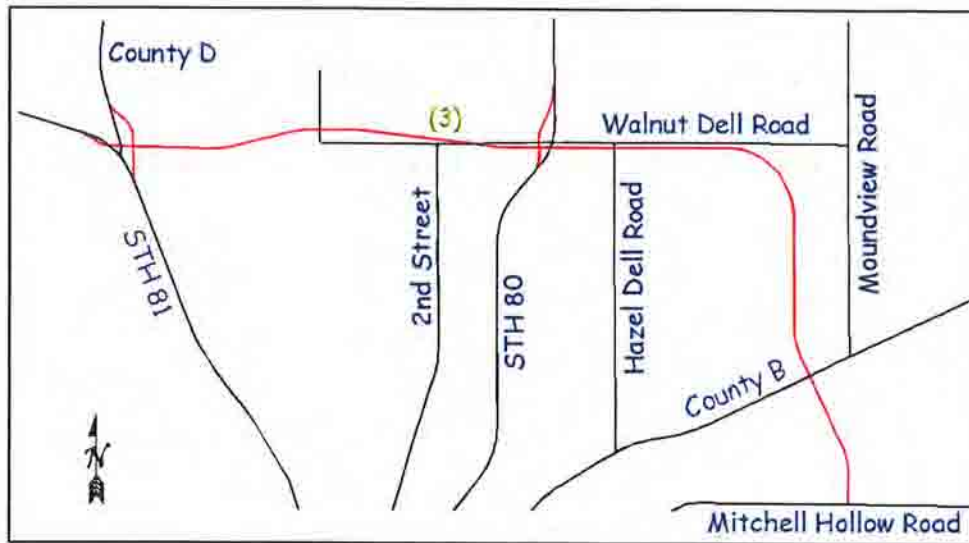 County D
(3)
Walnut Dell Road
Moundview Road
STH 81
2nd Street
STH 80
Hazel Dell Road
County B
N
Mitchell Hollow Road